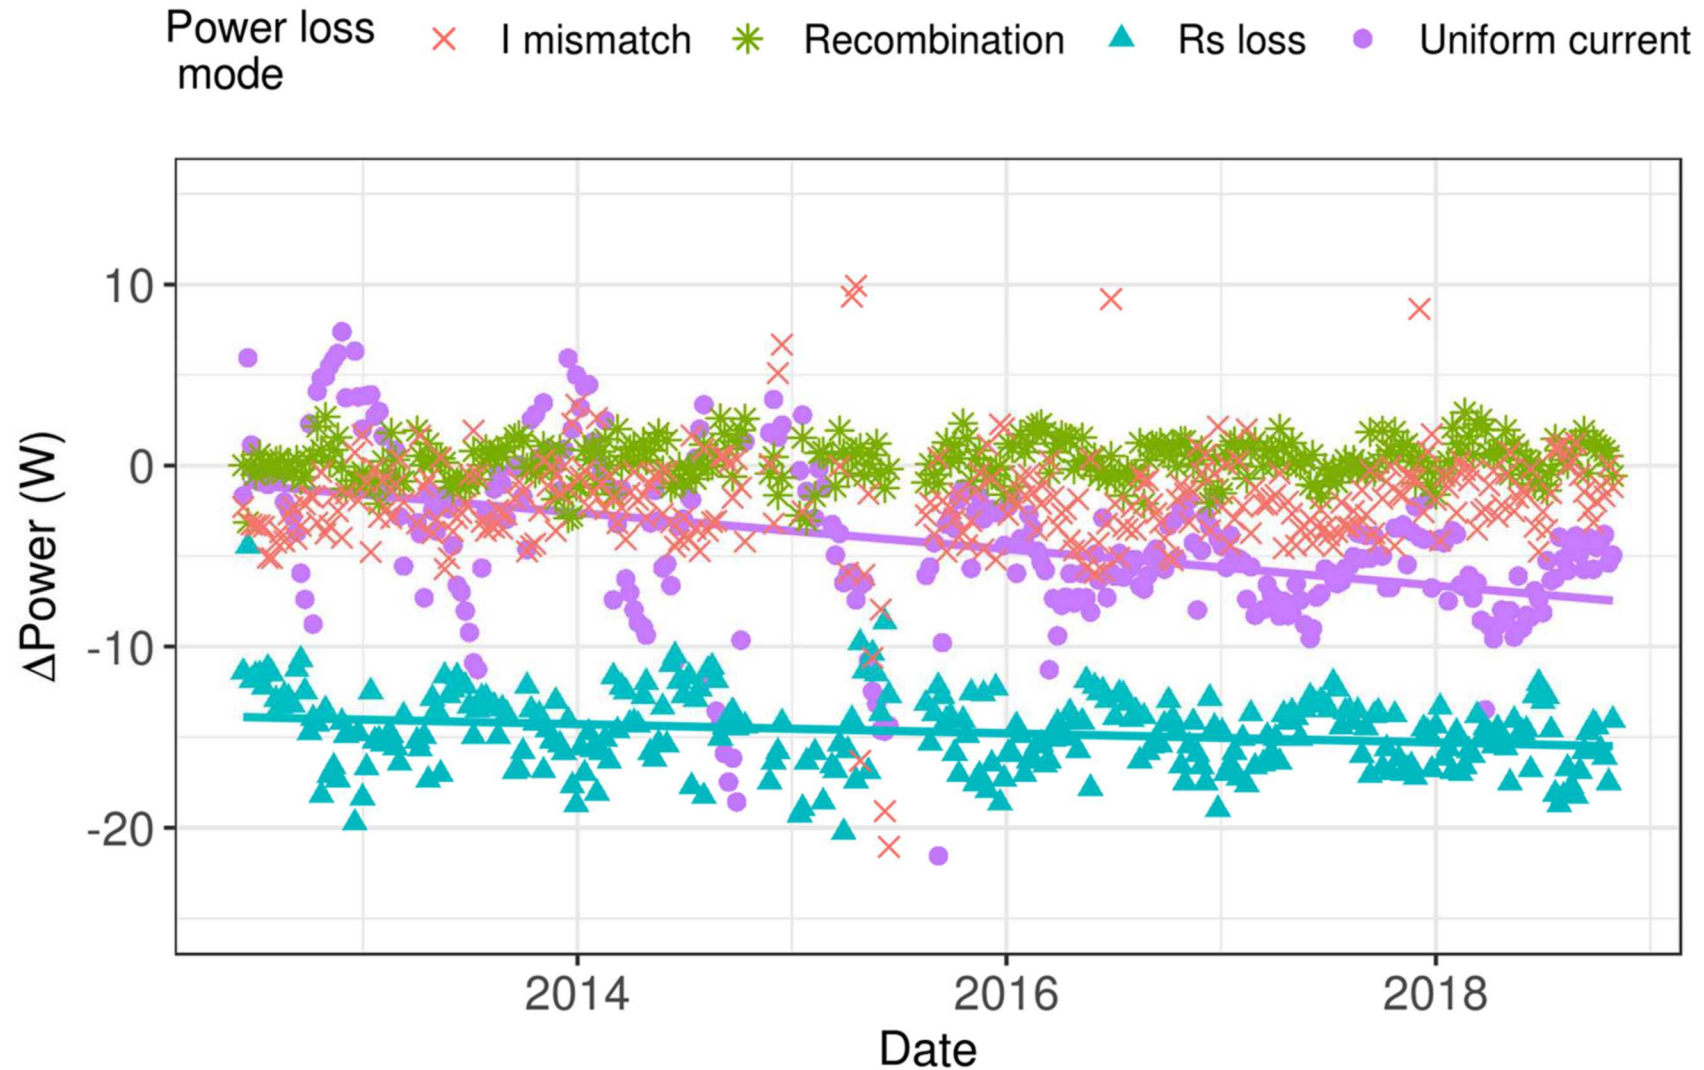 Power loss mode
I mismatch
Recombination
Rs loss
Uniform current
ΔPower (W)
10
0
-10
-20
2014
2016
2018
Date